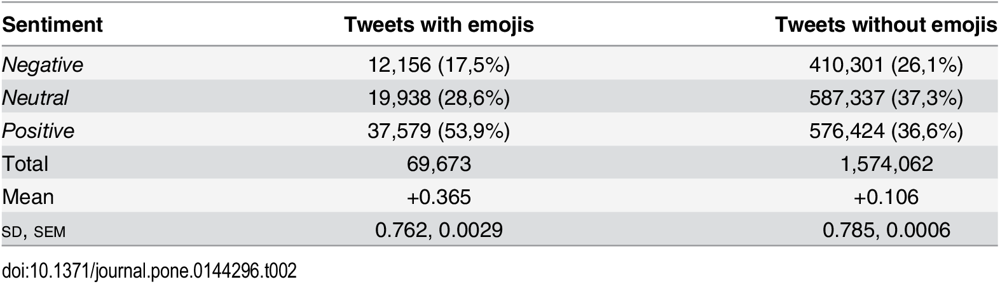 Sentiment Tweets with emojis Tweets without emojis
Negative 12,156 (17,5%) 410,301 (26,1%)
Neutral 19,938 (28,6%) 587,337 (37,3%)
Positive 37,579 (53,9%) 576,424 (36,6%)
Total 69,673 1,574,062
Mean +0.365 +0.106
SD, SEM 0.762, 0.0029 0.785, 0.0006
doi:10.1371/journal.pone.0144296.t002